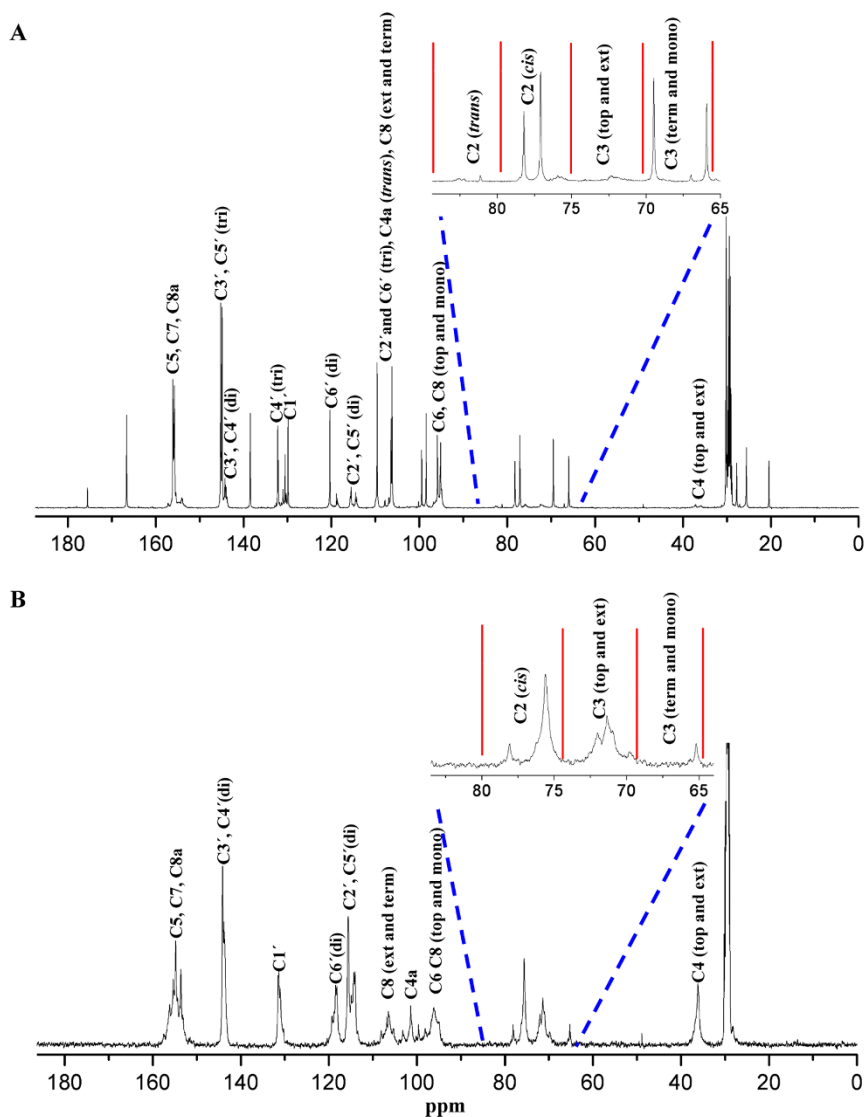 A
C5, C7, C8a
C3´, C5´ (tri)
C3´, C4´ (di)
C4´ (tri)
C1´
C6´ (di)
C2´, C5´ (di)
C2´and C6´ (tri), C4a (trans), C8 (ext and term)
C6, C8 (top and mono)
C4 (top and ext)
C2 (trans)
C2 (cis)
C3 (top and ext)
C3 (term and mono)
80 75 70 65
180 160 140 120 100 80 60 40 20 0
B
C5, C7, C8a
C3´, C4´(di)
C1´
C6´(di)
C2´, C5´(di)
C8 (ext and term)
C4a
C6 C8 (top and mono)
C4 (top and ext)
C2 (cis)
C3 (top and ext)
C3 (term and mono)
80 75 70 65
180 160 140 120 100 80 60 40 20 0
ppm